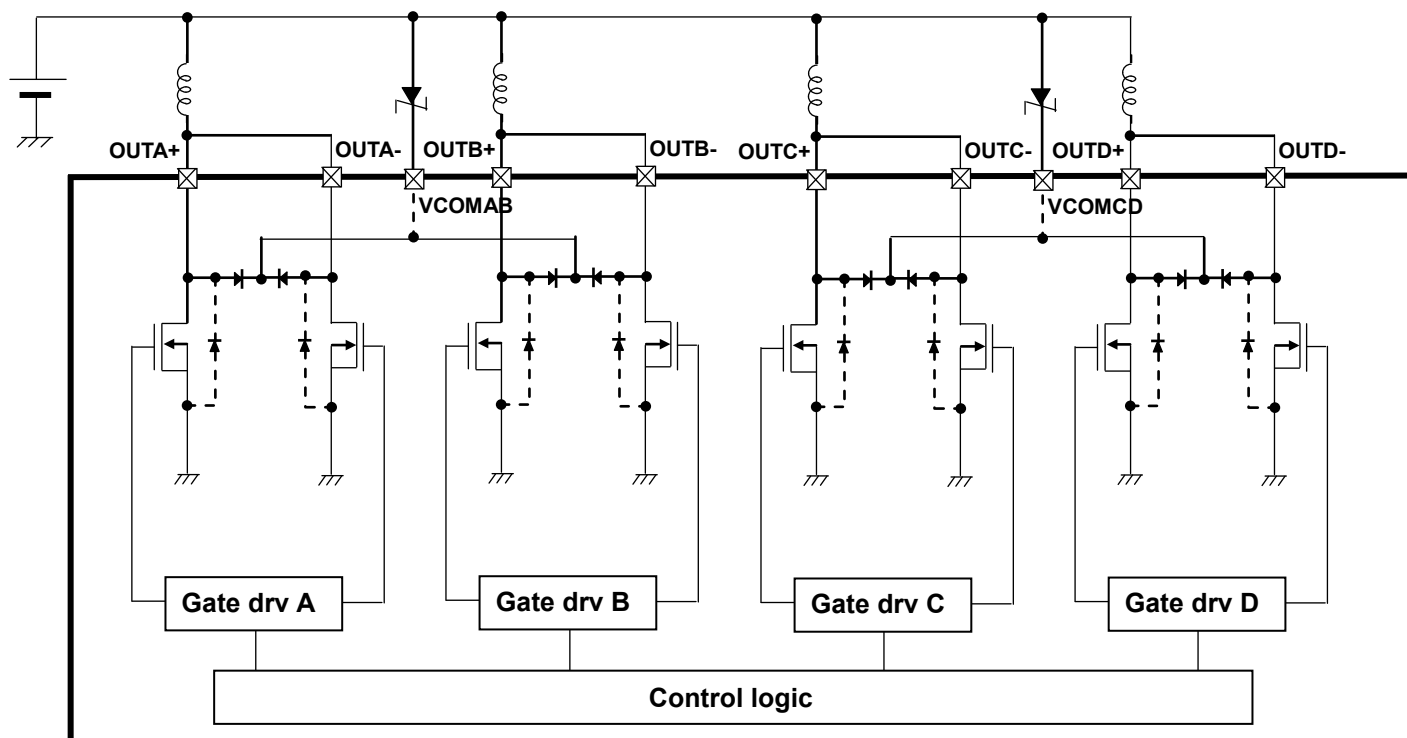 OUTA+
OUTA-
OUTB+
OUTB-
OUTC+
OUTC-
OUTD+
OUTD-
VCOMAB
VCOMCD
Gate drv A
Gate drv B
Gate drv C
Gate drv D
Control logic